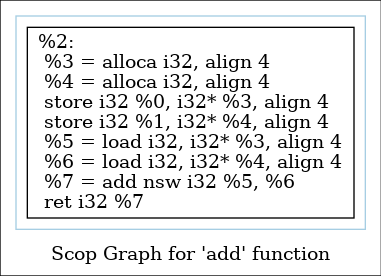 %2:
%3 = alloca i32, align 4
%4 = alloca i32, align 4
store i32 %0, i32* %3, align 4
store i32 %1, i32* %4, align 4
%5 = load i32, i32* %3, align 4
%6 = load i32, i32* %4, align 4
%7 = add nsw i32 %5, %6
ret i32 %7
Scop Graph for 'add' function